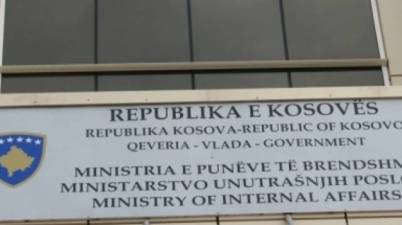 REPUBLIKA E KOSOVËS
REPUBLIKA KOSOVA-REPUBLIC OF KOSOVO
QEVERIA - VLADA - GOVERNMENT
MINISTRIA E PUNËVE TË BRENDSHM
MINISTARSTVO UNUTRAŠNJIH POSLO
MINISTRY OF INTERNAL AFFAIRS